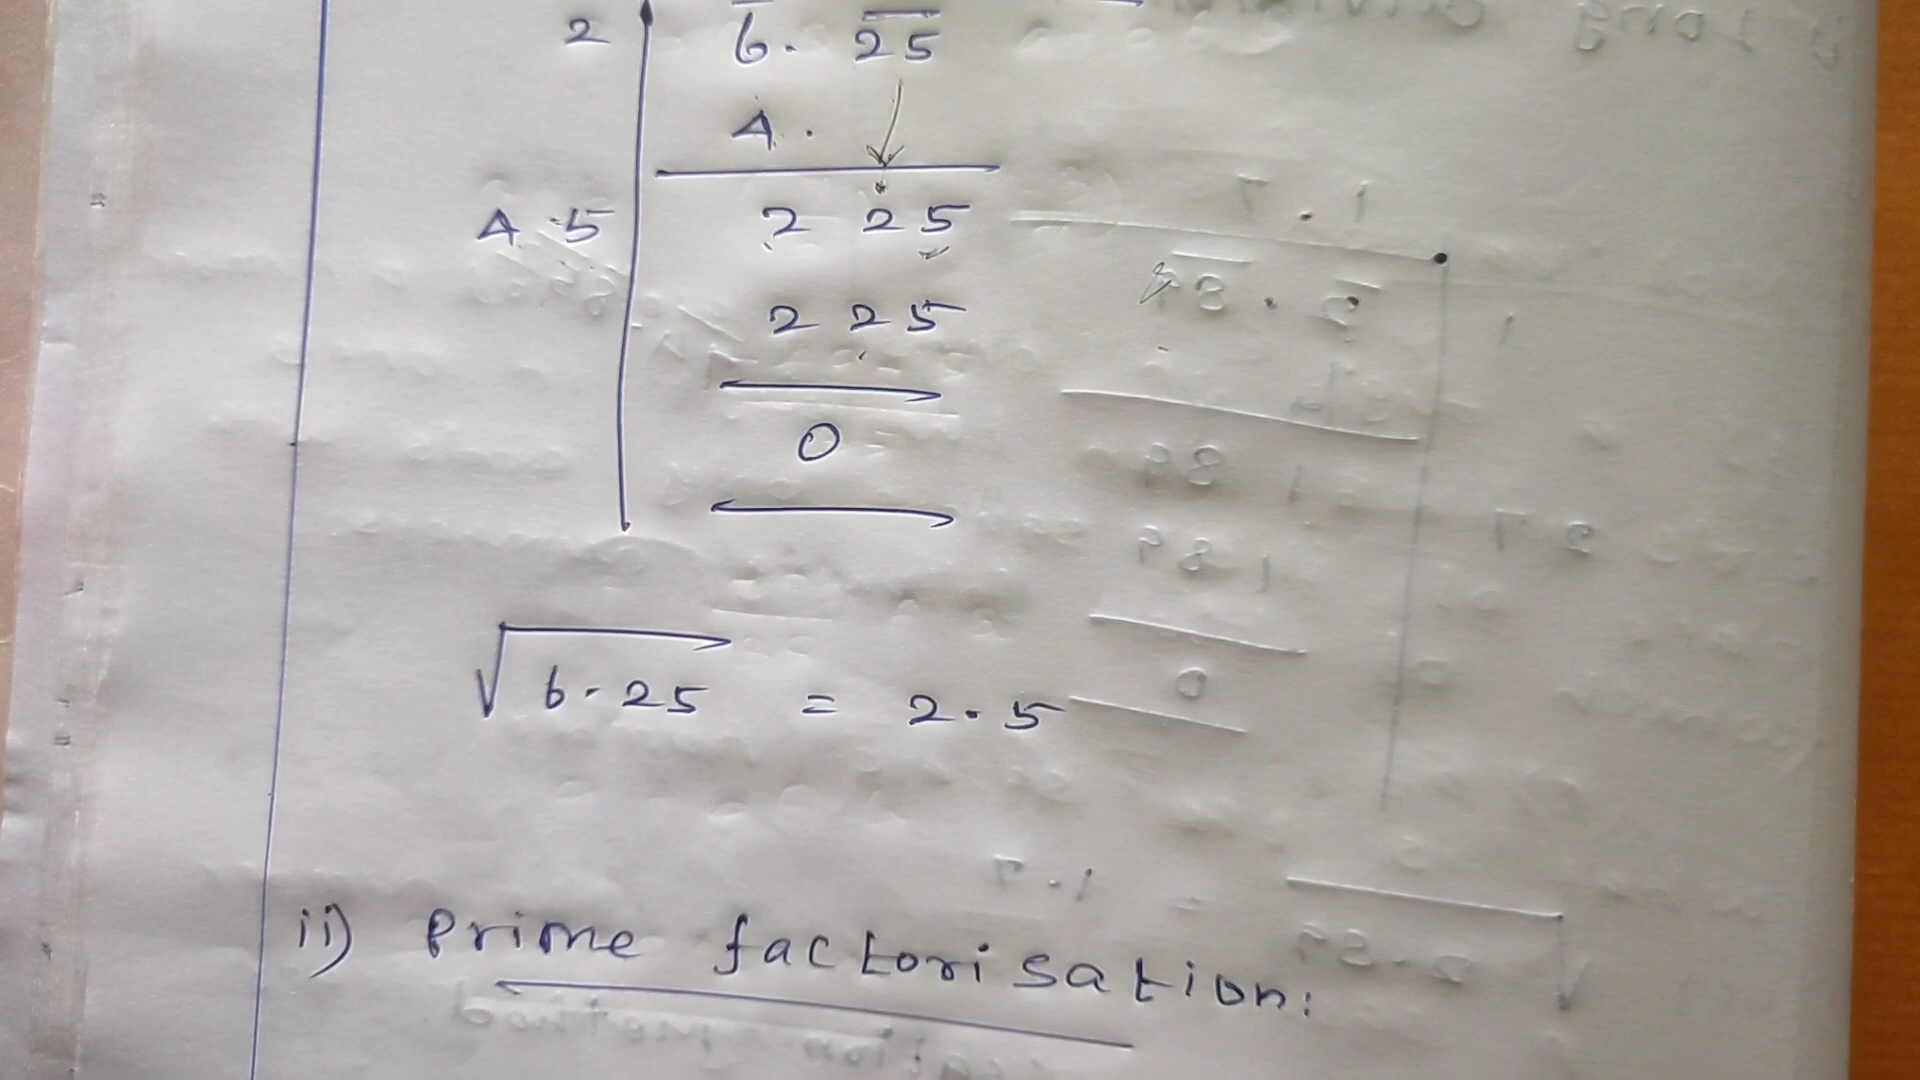 2 6. 25
4.
4.5 2 25
2 25
0
√6.25 = 2.5
ii) Prime factorisation: